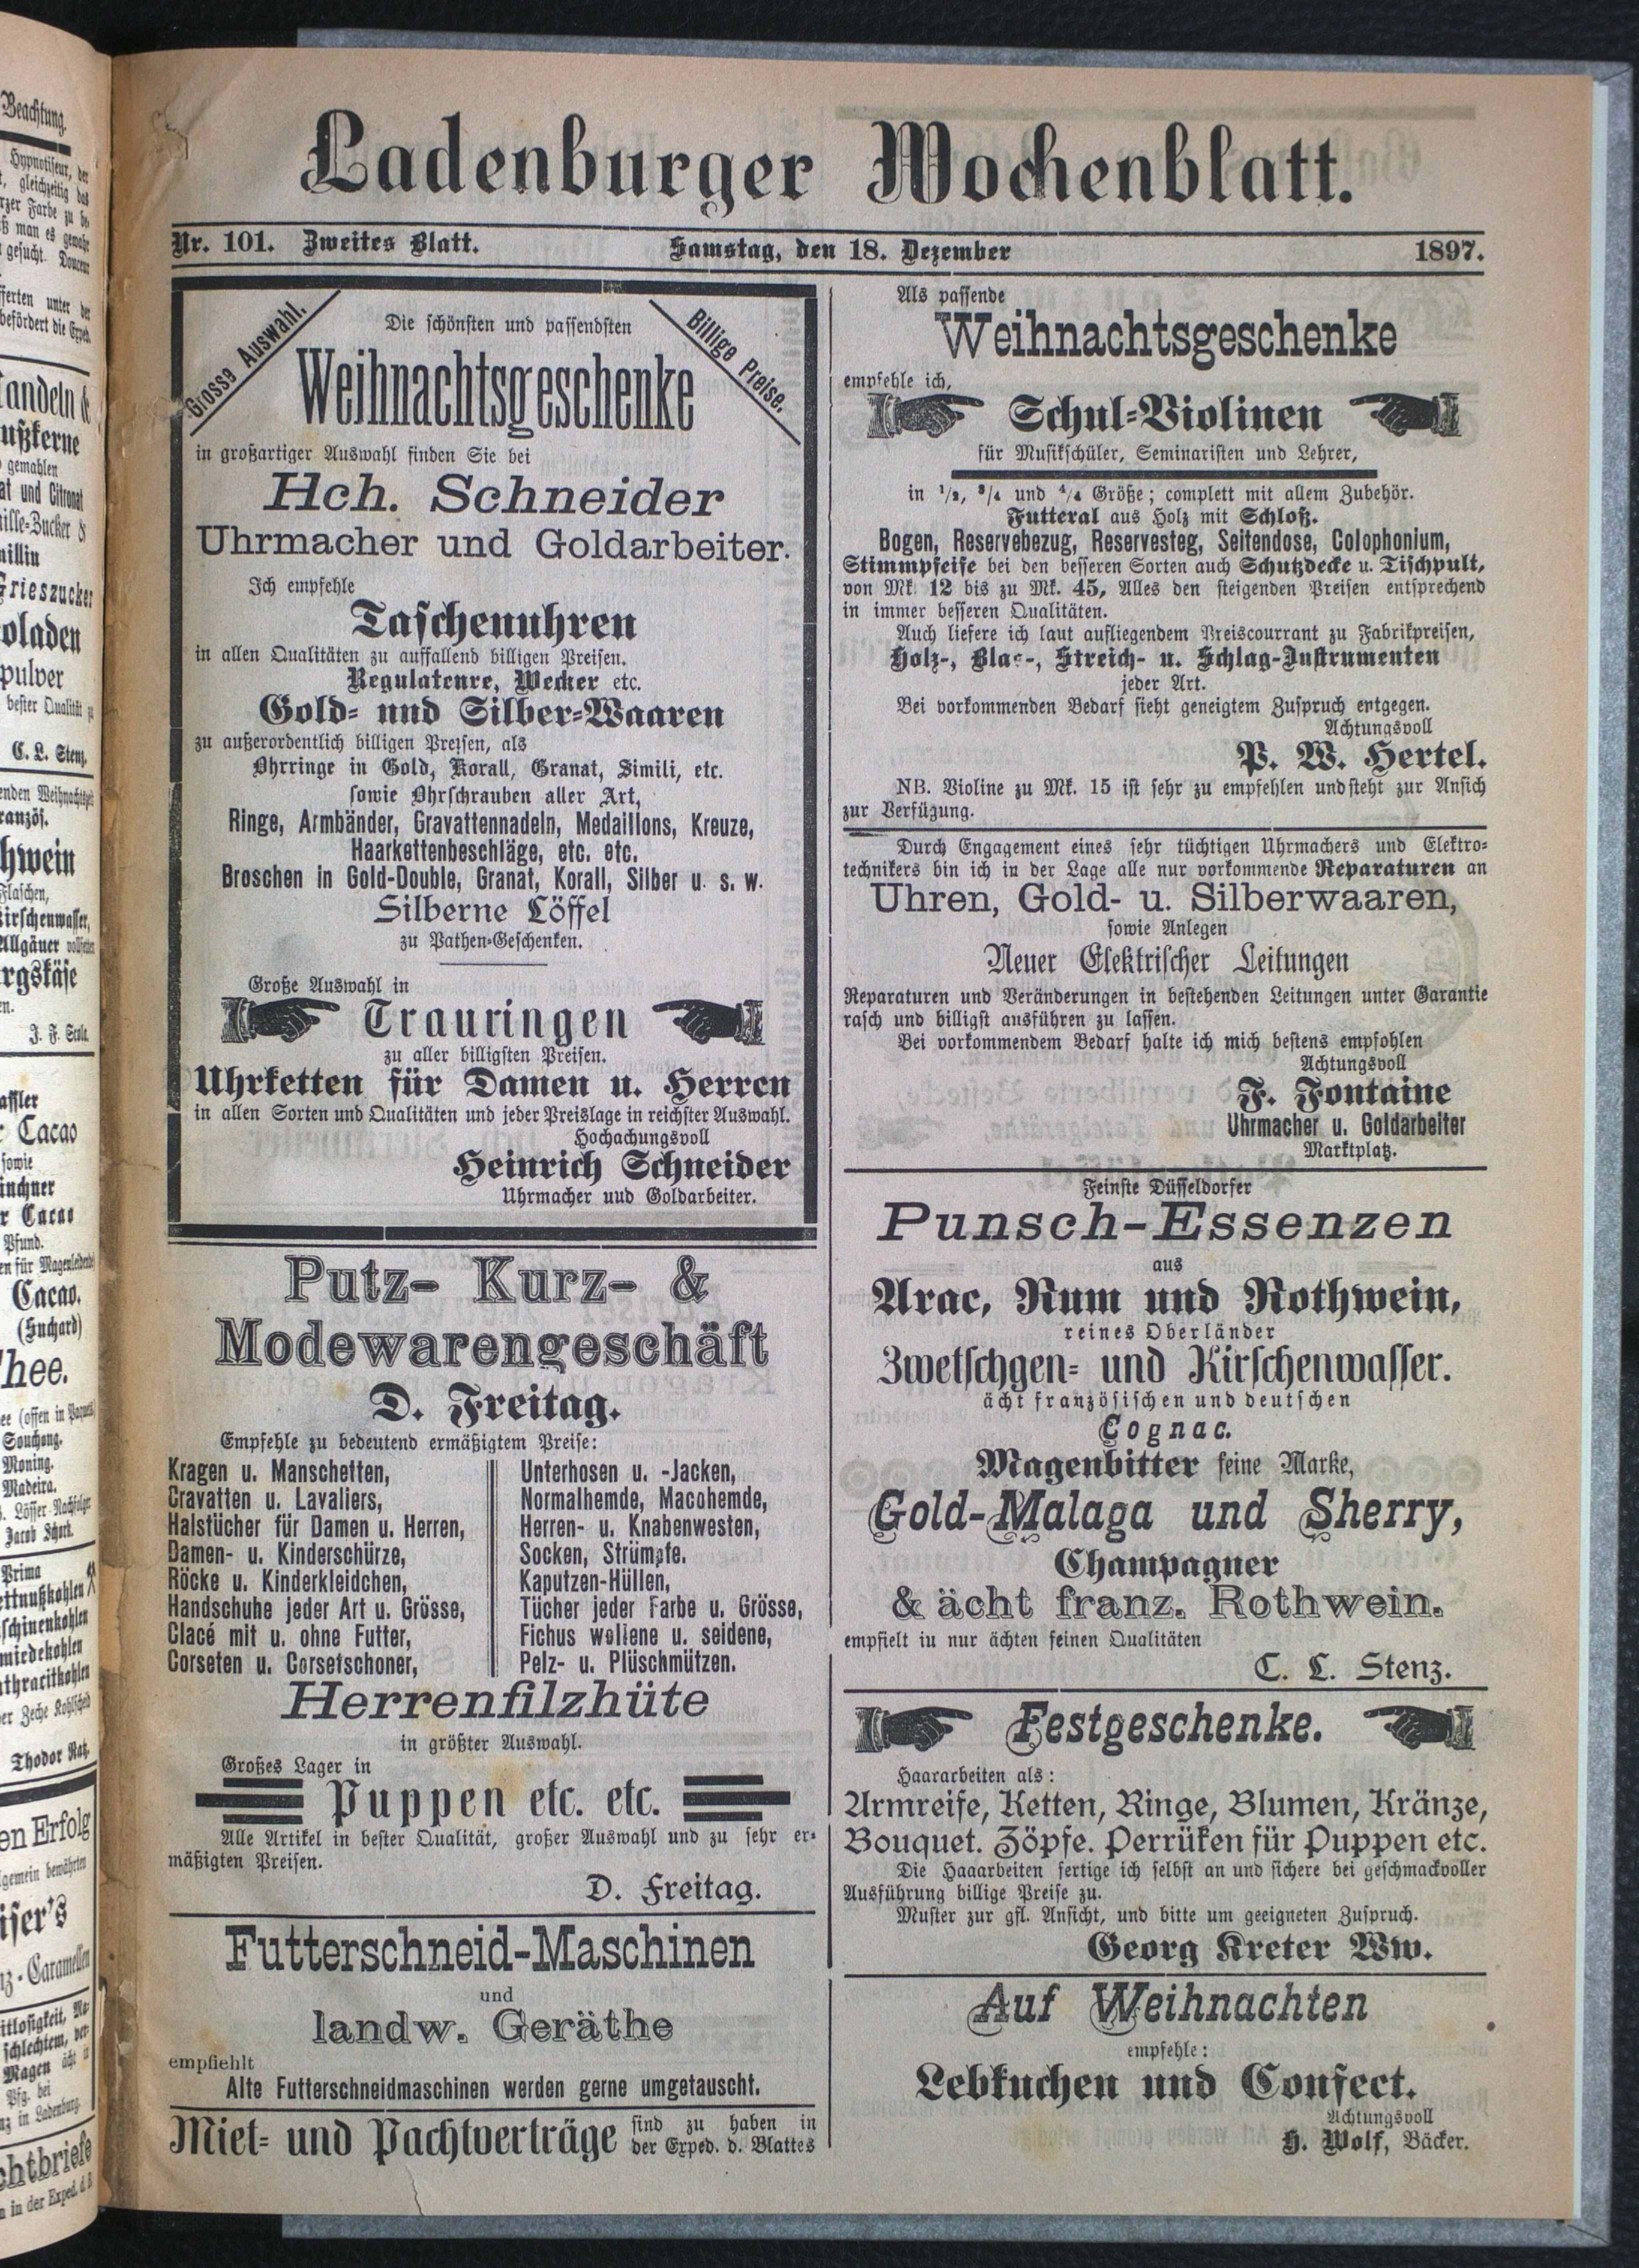 Ladenburger Wochenblatt.
Nr. 101. Zweites Blatt. Samstag, den 18. Dezember 1897.
Grosse Auswahl.
Billige Preise.
Die schönsten und passendsten
Weihnachtsgeschenke
in großartiger Auswahl finden Sie bei
Hch. Schneider
Uhrmacher und Goldarbeiter.
Ich empfehle
Taschenuhren
in allen Qualitäten zu auffallend billigen Preisen.
Regulatenre, Wecker etc.
Gold- und Silber-Waaren
zu außerordentlich billigen Preisen, als
Ohrringe in Gold, Korall, Granat, Simili, etc.
sowie Ohrschrauben aller Art,
Ringe, Armbänder, Gravattennadeln, Medaillons, Kreuze,
Haarkettenbeschläge, etc. etc.
Broschen in Gold-Double, Granat, Korall, Silber u. s. w.
Silberne Löffel
zu Pathen-Geschenken.
Große Auswahl in
Trauringen
zu aller billigsten Preisen.
Uhrketten für Damen u. Herren
in allen Sorten und Qualitäten und jeder Preislage in reichster Auswahl.
Hochachungsvoll
Heinrich Schneider
Uhrmacher uud Goldarbeiter.
Putz- Kurz- &
Modewarengeschäft
D. Freitag.
Empfehle zu bedeutend ermäßigtem Preise:
Kragen u. Manschetten,
Cravatten u. Lavaliers,
Halstücher für Damen u. Herren,
Damen- u. Kinderschürze,
Röcke u. Kinderkleidchen,
Handschuhe jeder Art u. Grösse,
Clacé mit u. ohne Futter,
Corseten u. Corsetschoner,
Unterhosen u. -Jacken,
Normalhemde, Macohemde,
Herren- u. Knabenwesten,
Socken, Strümpfe.
Kaputzen-Hüllen,
Tücher jeder Farbe u. Grösse,
Fichus wollene u. seidene,
Pelz- u. Plüschmützen.
Herrenfilzhüte
in größter Auswahl.
Großes Lager in
Puppen etc. etc.
Alle Artikel in bester Qualität, großer Auswahl und zu sehr er-
mäßigten Preisen.
D. Freitag.
Futterschneid-Maschinen
und
landw. Geräthe
empfiehlt
Alte Futterschneidmaschinen werden gerne umgetauscht.
Miet- und Pachtverträge sind zu haben in
der Exped. d. Blattes
Als passende
Weihnachtsgeschenke
empfehle ich,
Schul-Violinen
für Musikschüler, Seminaristen und Lehrer,
in 1/2, 3/4 und 4/4 Größe; complett mit allem Zubehör.
Futteral aus Holz mit Schloß.
Bogen, Reservebezug, Reservesteg, Seitendose, Colophonium,
Stimmpfeife bei den besseren Sorten auch Schutzdecke u. Tischpult,
von Mk. 12 bis zu Mk. 45, Alles den steigenden Preisen entsprechend
in immer besseren Qualitäten.
Auch liefere ich laut aufliegendem Preiscourrant zu Fabrikpreisen,
Holz-, Blas-, Streich- u. Schlag-Instrumenten
jeder Art.
Bei vorkommenden Bedarf sieht geneigtem Zuspruch entgegen.
Achtungsvoll
P. W. Hertel.
NB. Violine zu Mk. 15 ist sehr zu empfehlen und steht zur Ansich
zur Verfügung.
Durch Engagement eines sehr tüchtigen Uhrmachers und Elektro-
technikers bin ich in der Lage alle nur vorkommende Reparaturen an
Uhren, Gold- u. Silberwaaren,
sowie Anlegen
Neuer Elektrischer Leitungen
Reparaturen und Veränderungen in bestehenden Leitungen unter Garantie
rasch und billigst ausführen zu lassen.
Bei vorkommendem Bedarf halte ich mich bestens empfohlen
Achtungsvoll
F. Fontaine
Uhrmacher u. Goldarbeiter
Marktplatz.
Feinste Düsseldorfer
Punsch-Essenzen
aus
Arac, Rum und Rothwein,
reines Oberländer
Zwetschgen- und Kirschenwasser.
ächt französischen und deutschen
Cognac.
Magenbitter feine Marke,
Gold-Malaga und Sherry,
Champagner
& ächt franz. Rothwein.
empfielt iu nur ächten feinen Qualitäten
C. L. Stenz.
Festgeschenke.
Haararbeiten als:
Armreife, Ketten, Ringe, Blumen, Kränze,
Bouquet. Zöpfe. Perrüken für Puppen etc.
Die Haaarbeiten fertige ich selbst an und sichere bei geschmackvoller
Ausführung billige Preise zu.
Muster zur gfl. Ansicht, und bitte um geeigneten Zuspruch.
Georg Kreter Ww.
Auf Weihnachten
empfehle:
Lebkuchen und Confect.
Achtungsvoll
H. Wolf, Bäcker.